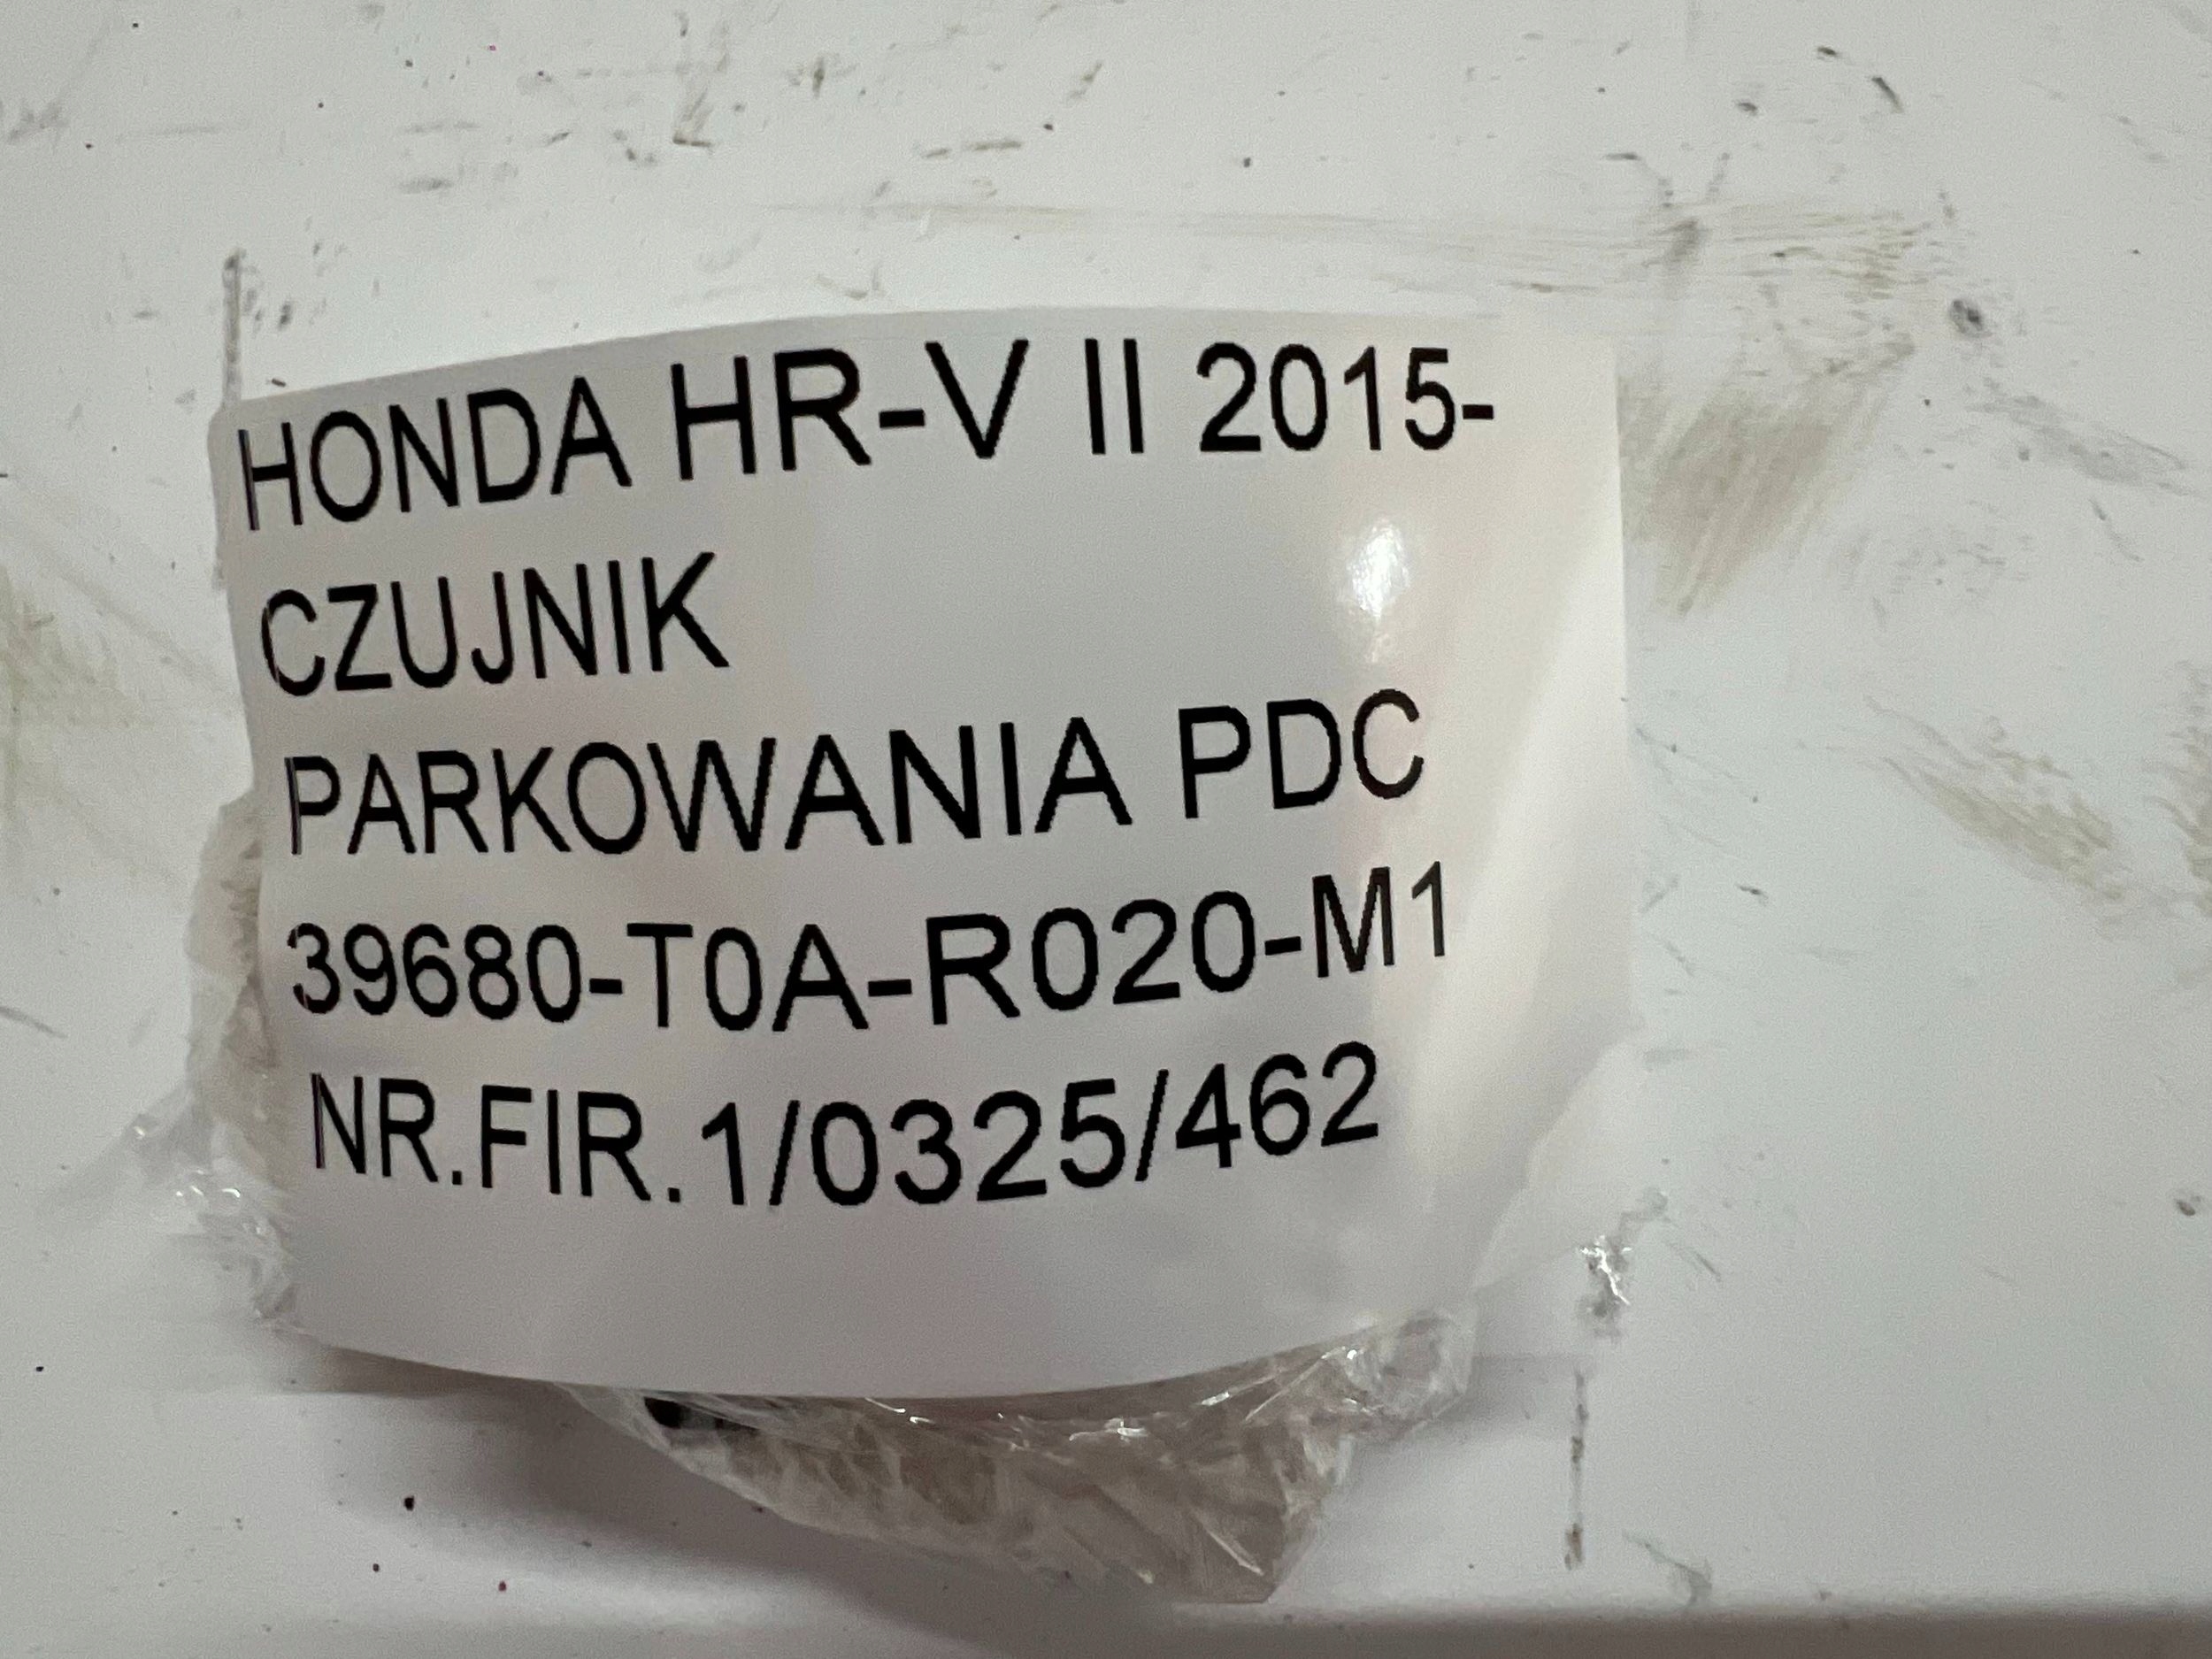 HONDA HR-V II 2015-
CZUJNIK
PARKOWANIA PDC
39680-T0A-R020-M1
NR.FIR.1/0325/462